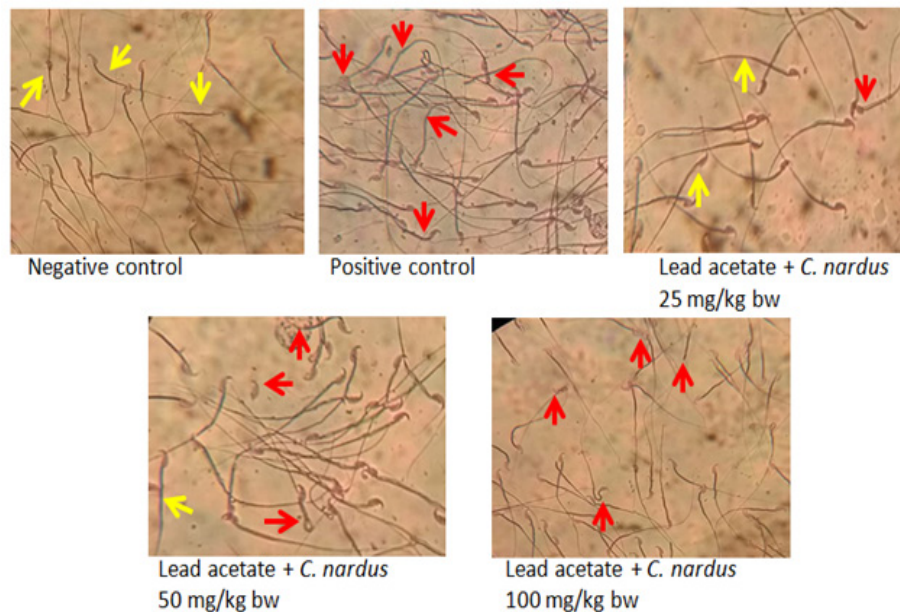 Negative control
Positive control
Lead acetate + C. nardus
25 mg/kg bw
Lead acetate + C. nardus
50 mg/kg bw
Lead acetate + C. nardus
100 mg/kg bw